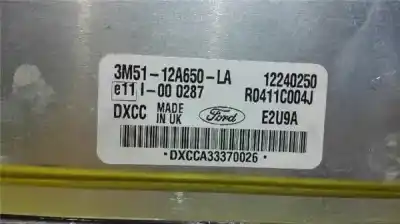 3M51-12A650-LA 12240250
e11 I-00 0287 R0411C004J
DXCC MADE IN UK Ford E2U9A
*DXCCA33370026*